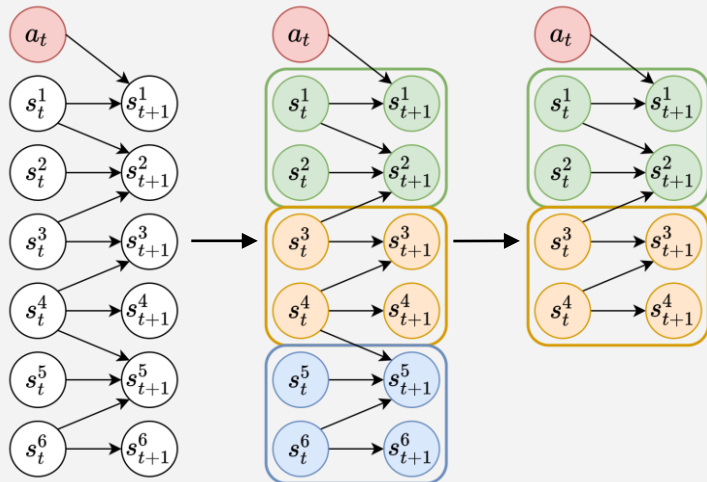 a_t a_t a_t
s_t^1 s_{t+1}^1 s_t^1 s_{t+1}^1 s_t^1 s_{t+1}^1
s_t^2 s_{t+1}^2 s_t^2 s_{t+1}^2 s_t^2 s_{t+1}^2
s_t^3 s_{t+1}^3 s_t^3 s_{t+1}^3 s_t^3 s_{t+1}^3
s_t^4 s_{t+1}^4 s_t^4 s_{t+1}^4 s_t^4 s_{t+1}^4
s_t^5 s_{t+1}^5 s_t^5 s_{t+1}^5
s_t^6 s_{t+1}^6 s_t^6 s_{t+1}^6